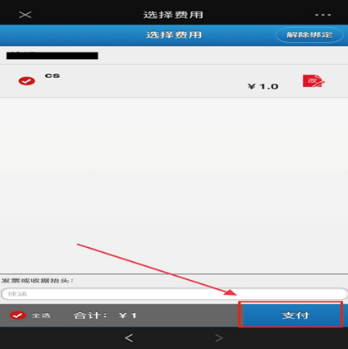 选择费用
选择费用
解除绑定
cs
¥1.0
发票或收据抬头：
全选
合计：¥1
支付